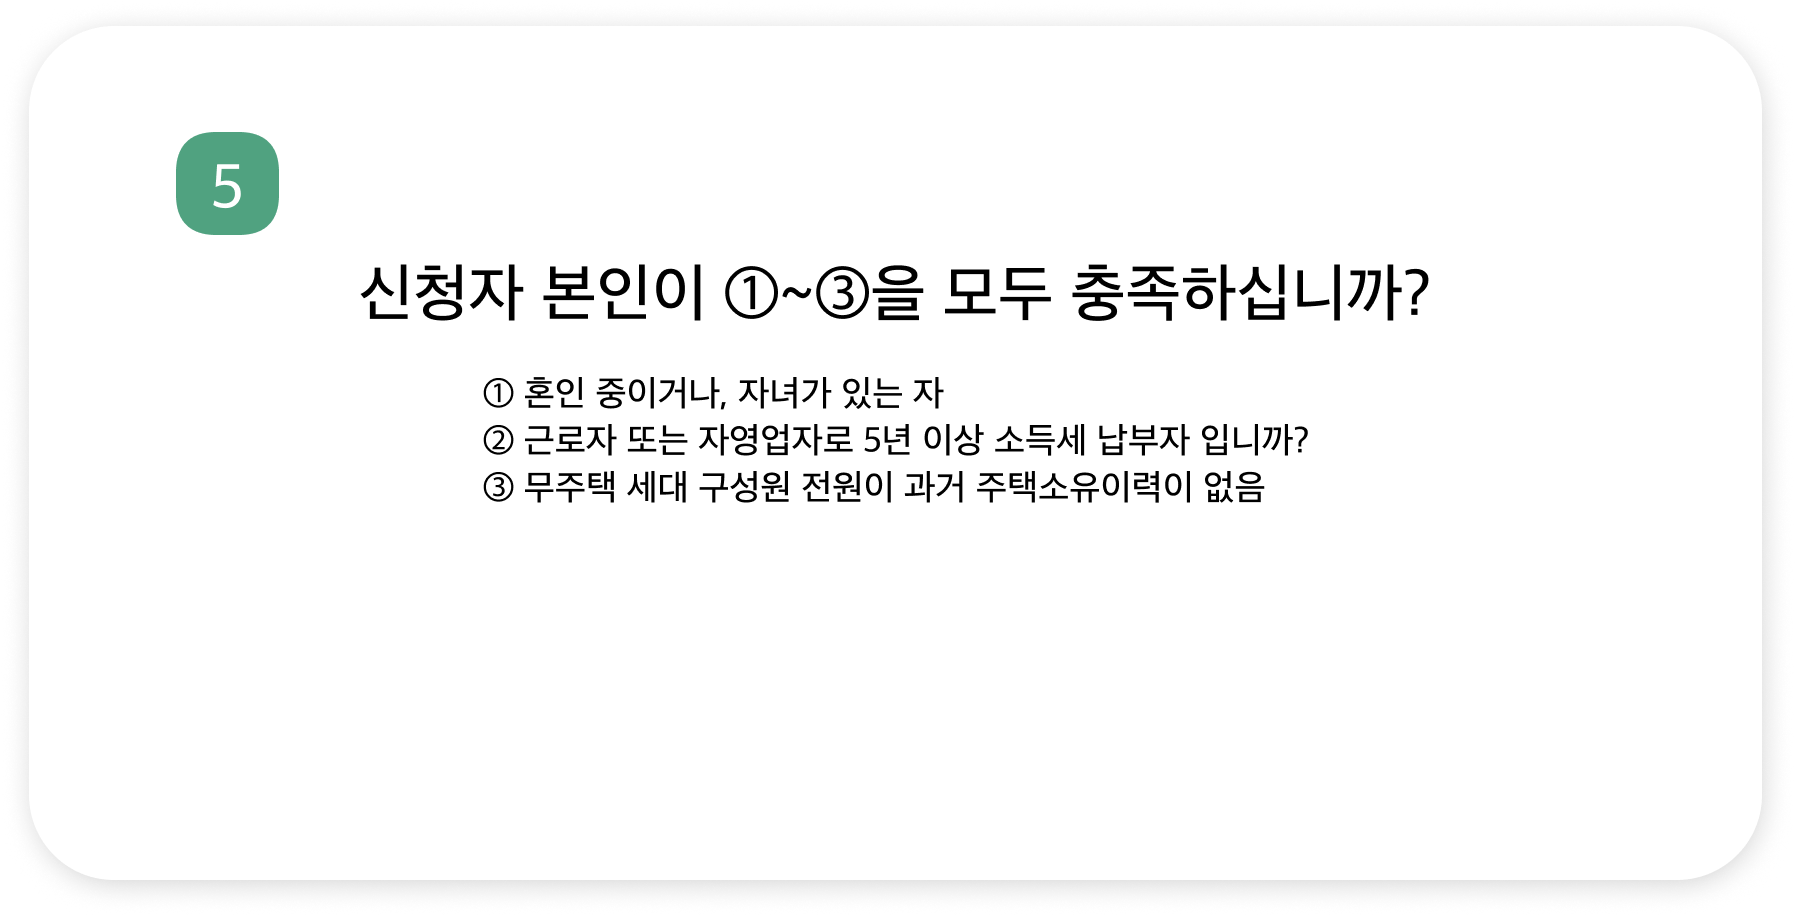 5
신청자 본인이 ①~③을 모두 충족하십니까?
① 혼인 중이거나, 자녀가 있는 자
② 근로자 또는 자영업자로 5년 이상 소득세 납부자 입니까?
③ 무주택 세대 구성원 전원이 과거 주택소유이력이 없음